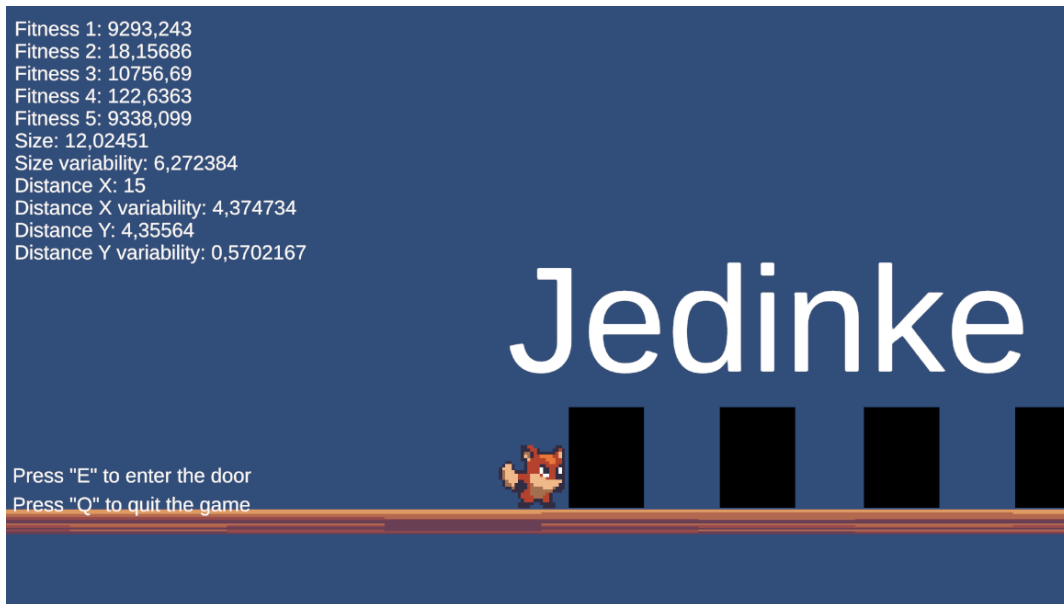 Fitness 1: 9293,243
Fitness 2: 18,15686
Fitness 3: 10756,69
Fitness 4: 122,6363
Fitness 5: 9338,099
Size: 12,02451
Size variability: 6,272384
Distance X: 15
Distance X variability: 4,374734
Distance Y: 4,35564
Distance Y variability: 0,5702167
Jedinke
Press "E" to enter the door
Press "Q" to quit the game